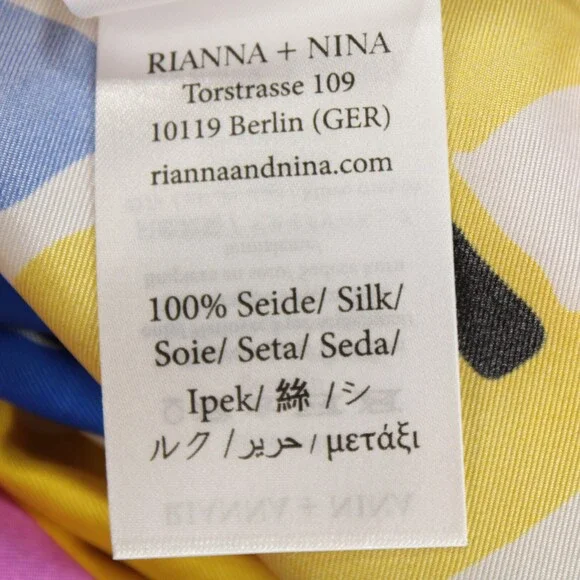 RIANNA + NINA
Torstrasse 109
10119 Berlin (GER)
riannaandnina.com
100% Seide/ Silk/
Soie/ Seta/ Seda/
Ipek/ 絲 /シ
ルク / حرير / μετάξι